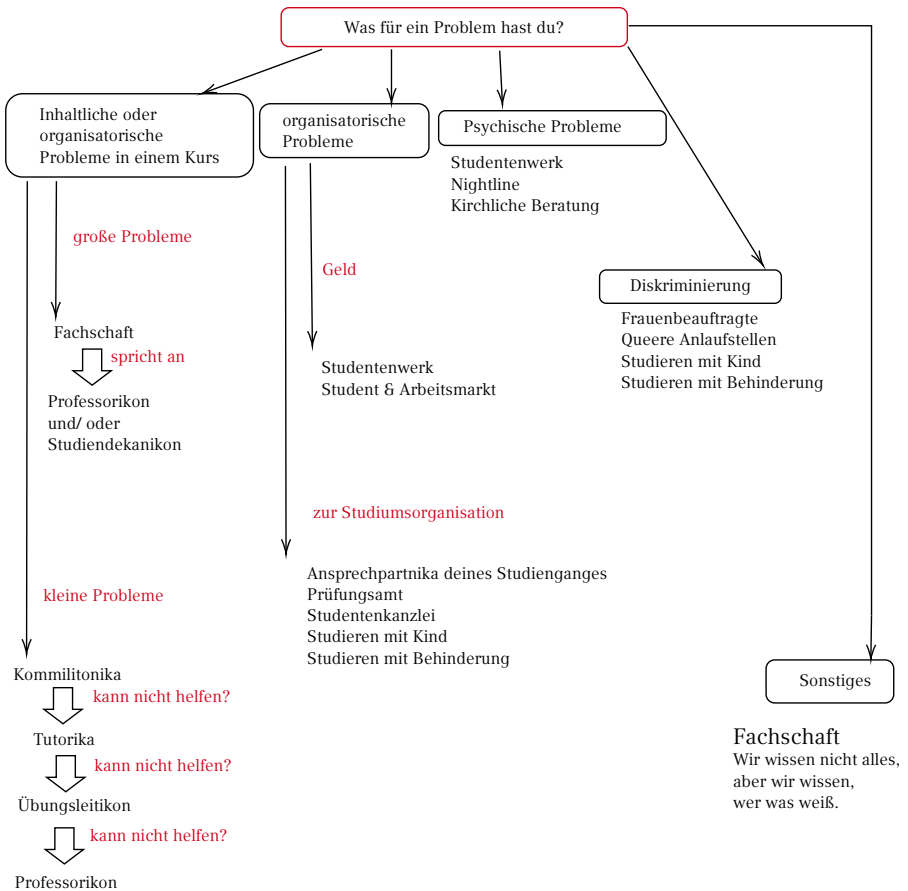 Was für ein Problem hast du?
Inhaltliche oder
organisatorische
Probleme in einem Kurs
große Probleme
Fachschaft
spricht an
Professorikon
und/ oder
Studiendekanikon
kleine Probleme
Kommilitonika
kann nicht helfen?
Tutorika
kann nicht helfen?
Übungsleitikon
kann nicht helfen?
Professorikon
organisatorische
Probleme
Geld
Studentenwerk
Student & Arbeitsmarkt
zur Studiumsorganisation
Ansprechpartnika deines Studienganges
Prüfungsamt
Studentenkanzlei
Studieren mit Kind
Studieren mit Behinderung
Psychische Probleme
Studentenwerk
Nightline
Kirchliche Beratung
Diskriminierung
Frauenbeauftragte
Queere Anlaufstellen
Studieren mit Kind
Studieren mit Behinderung
Sonstiges
Fachschaft
Wir wissen nicht alles,
aber wir wissen,
wer was weiß.